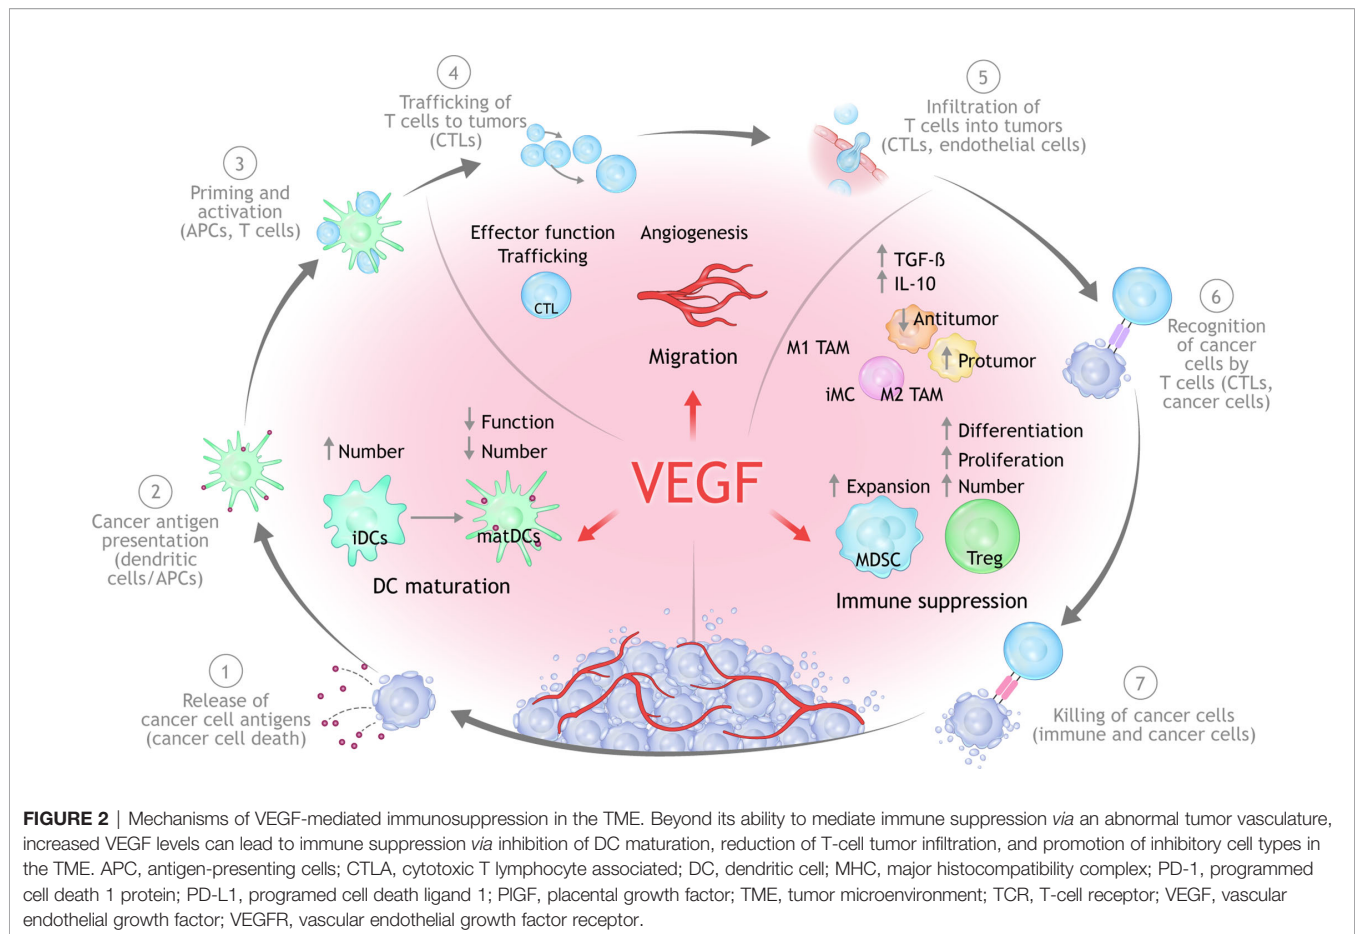 4
Trafficking of
T cells to tumors
(CTLs)
5
Infiltration of
T cells into tumors
(CTLs, endothelial cells)
3
Priming and
activation
(APCs, T cells)
Effector function
Trafficking
CTL
Angiogenesis
Migration
TGF-ß
IL-10
Antitumor
Protumor
M1 TAM
iMC
M2 TAM
6
Recognition
of cancer
cells by
T cells (CTLs,
cancer cells)
Number
Function
Number
iDCs
matDCs
DC maturation
VEGF
Differentiation
Proliferation
Number
Expansion
MDSC
Treg
Immune suppression
2
Cancer antigen
presentation
(dendritic
cells/APCs)
1
Release of
cancer cell antigens
(cancer cell death)
7
Killing of cancer cells
(immune and cancer cells)
FIGURE 2 | Mechanisms of VEGF-mediated immunosuppression in the TME. Beyond its ability to mediate immune suppression via an abnormal tumor vasculature,
increased VEGF levels can lead to immune suppression via inhibition of DC maturation, reduction of T-cell tumor infiltration, and promotion of inhibitory cell types in
the TME. APC, antigen-presenting cells; CTLA, cytotoxic T lymphocyte associated; DC, dendritic cell; MHC, major histocompatibility complex; PD-1, programmed
cell death 1 protein; PD-L1, programed cell death ligand 1; PlGF, placental growth factor; TME, tumor microenvironment; TCR, T-cell receptor; VEGF, vascular
endothelial growth factor; VEGFR, vascular endothelial growth factor receptor.